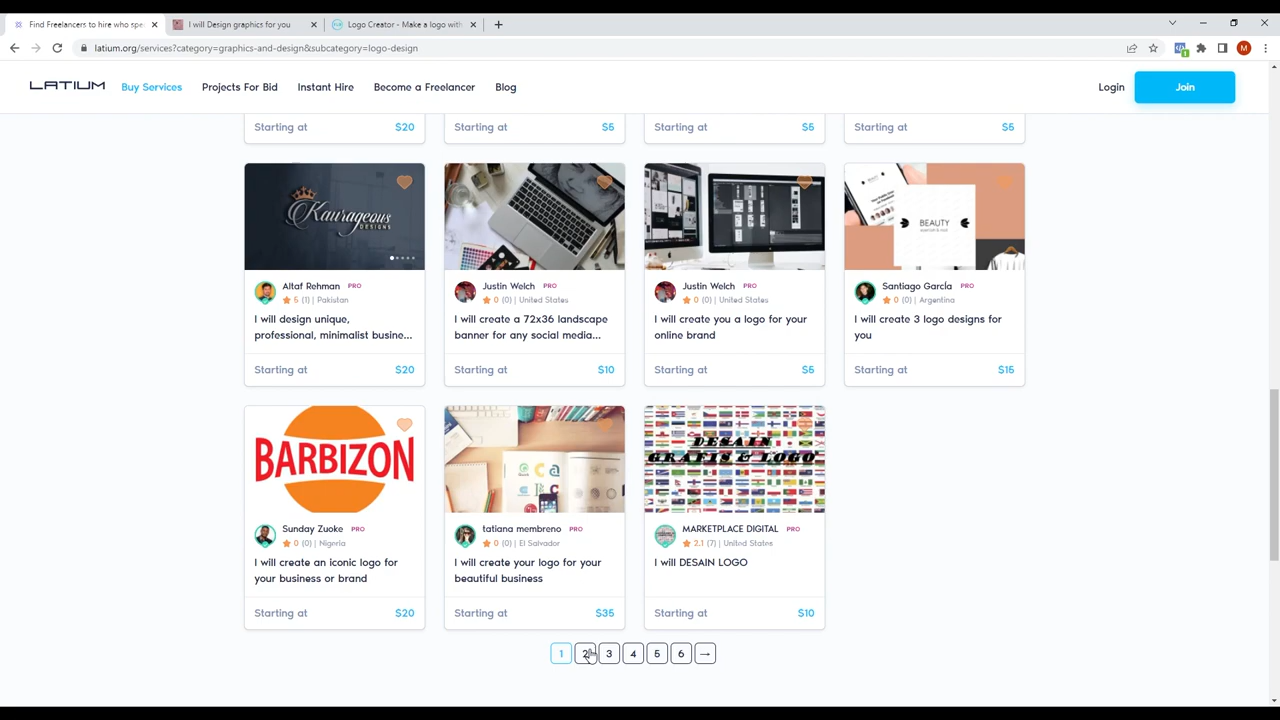 Find Freelancers to hire who spe
I will Design graphics for you
Logo Creator - Make a logo with
latium.org/services?category=graphics-and-design&subcategory=logo-design
M
LATIUM
Buy Services
Projects For Bid
Instant Hire
Become a Freelancer
Blog
Login
Join
Starting at $20
Starting at $5
Starting at $5
Starting at $5
Kaurageous
DESIGNS
BEAUTY
Altaf Rehman PRO
5 (1) | Pakistan
I will design unique,
professional, minimalist busine...
Starting at $20
Justin Welch PRO
0 (0) | United States
I will create a 72x36 landscape
banner for any social media...
Starting at $10
Justin Welch PRO
0 (0) | United States
I will create you a logo for your
online brand
Starting at $5
Santiago García PRO
0 (0) | Argentina
I will create 3 logo designs for
you
Starting at $15
BARBIZON
DESAIN
GRAFIS & LOGO
Sunday Zuoke PRO
0 (0) | Nigeria
I will create an iconic logo for
your business or brand
Starting at $20
tatiana membreno PRO
0 (0) | El Salvador
I will create your logo for your
beautiful business
Starting at $35
MARKETPLACE DIGITAL PRO
2.1 (7) | United States
I will DESAIN LOGO
Starting at $10
1 2 3 4 5 6 →